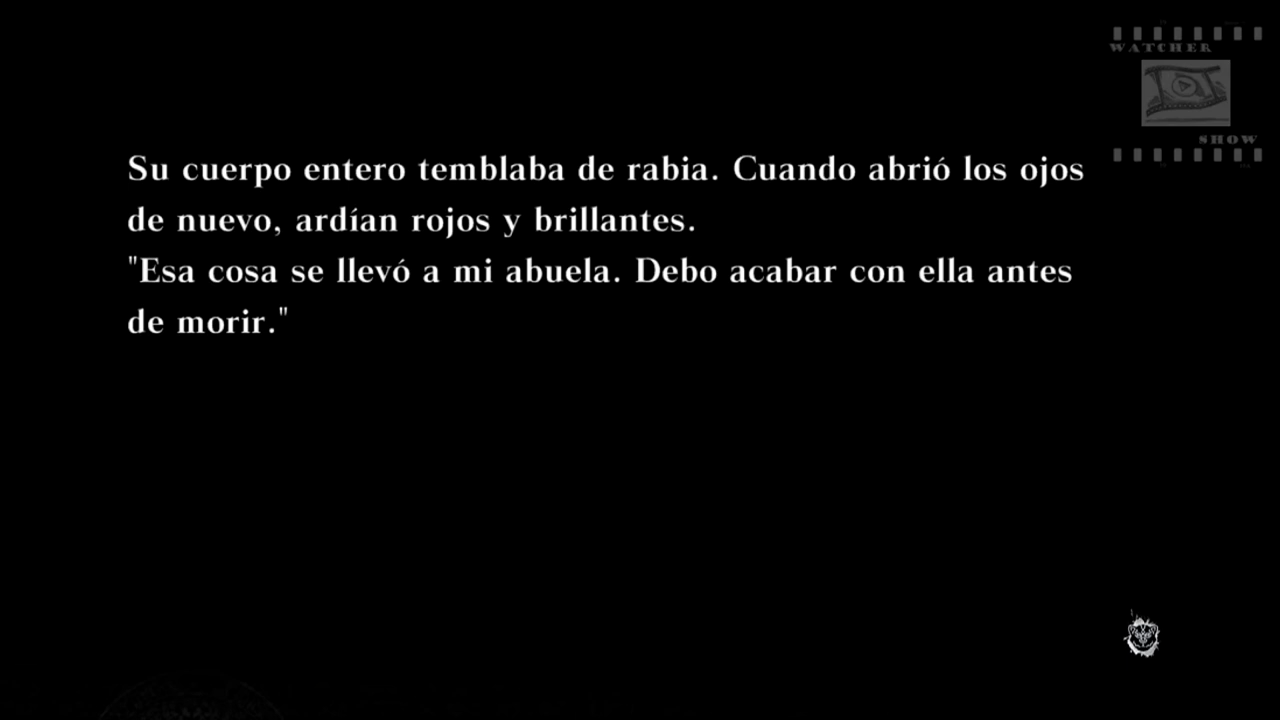 WATCHER
SHOW
Su cuerpo entero temblaba de rabia. Cuando abrió los ojos
de nuevo, ardían rojos y brillantes.
"Esa cosa se llevó a mi abuela. Debo acabar con ella antes
de morir."